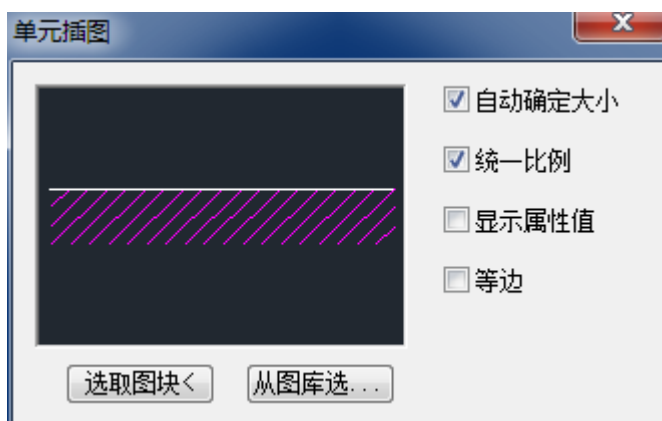 单元插图
自动确定大小
统一比例
显示属性值
等边
选取图块<
从图库选...